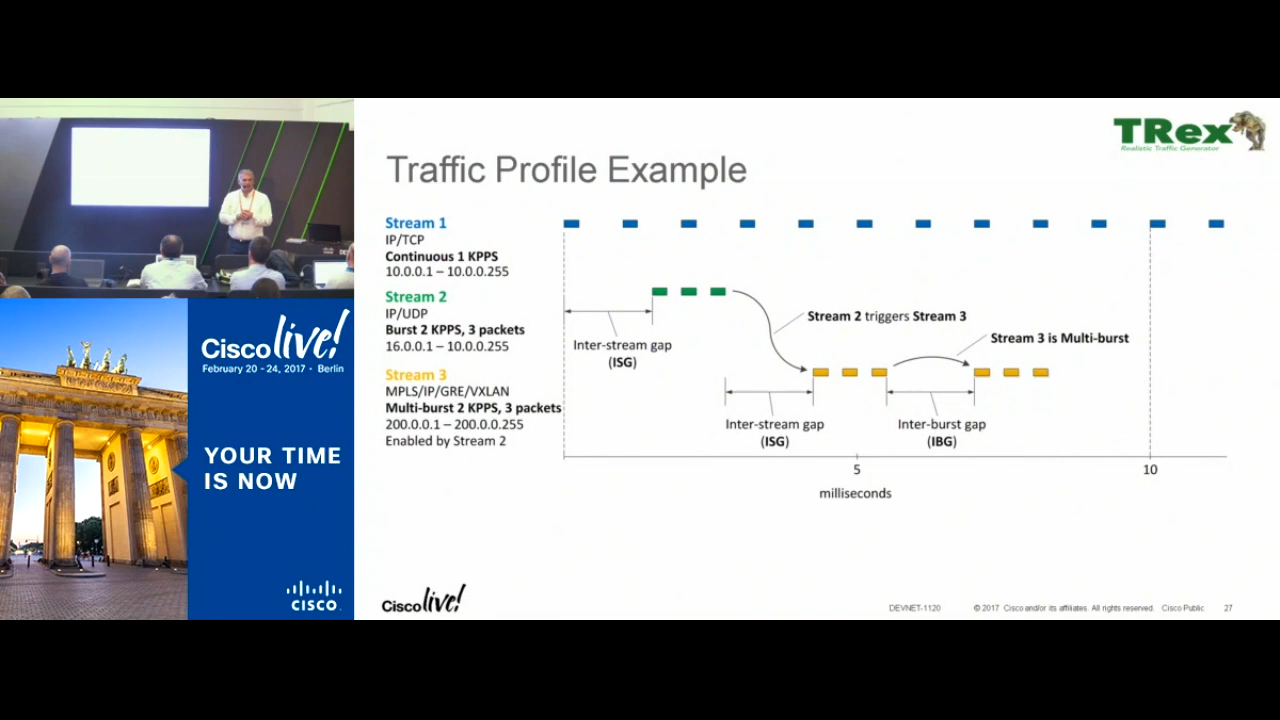 TRex
Realistic Traffic Generator
Traffic Profile Example
Stream 1
IP/TCP
Continuous 1 KPPS
10.0.0.1 – 10.0.0.255
Stream 2
IP/UDP
Burst 2 KPPS, 3 packets
16.0.0.1 – 10.0.0.255
Stream 3
MPLS/IP/GRE/VXLAN
Multi-burst 2 KPPS, 3 packets
200.0.0.1 – 200.0.0.255
Enabled by Stream 2
Inter-stream gap
(ISG)
Stream 2 triggers Stream 3
Stream 3 is Multi-burst
Inter-stream gap
(ISG)
Inter-burst gap
(IBG)
5
10
milliseconds
Cisco live!
February 20 - 24, 2017 • Berlin
YOUR TIME
IS NOW
CISCO
Cisco live!
DEVNET-1120
© 2017 Cisco and/or its affiliates. All rights reserved. Cisco Public
27